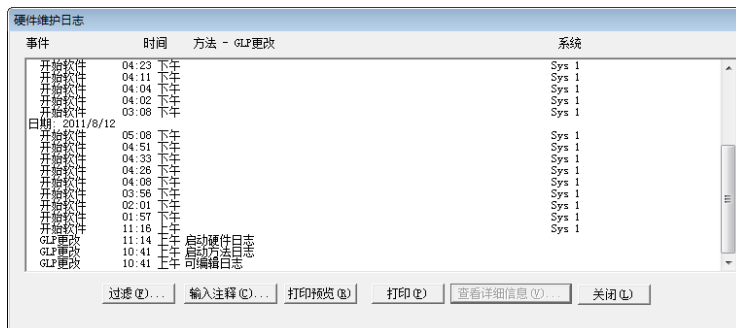 硬件维护日志
事件 时间 方法 - GLP更改 系统
开始软件 04:23 下午 Sys 1
开始软件 04:11 下午 Sys 1
开始软件 04:04 下午 Sys 1
开始软件 04:02 下午 Sys 1
开始软件 03:08 下午 Sys 1
日期: 2011/8/12
开始软件 05:08 下午 Sys 1
开始软件 04:51 下午 Sys 1
开始软件 04:33 下午 Sys 1
开始软件 04:26 下午 Sys 1
开始软件 04:08 下午 Sys 1
开始软件 03:56 下午 Sys 1
开始软件 02:01 下午 Sys 1
开始软件 01:57 下午 Sys 1
开始软件 11:16 上午 Sys 1
GLP更改 11:14 上午 启动硬件日志
GLP更改 10:41 上午 启动方法日志
GLP更改 10:41 上午 可编辑日志
过滤(F)... 输入注释(C)... 打印预览(R) 打印(P) 查看详细信息(V)... 关闭(L)